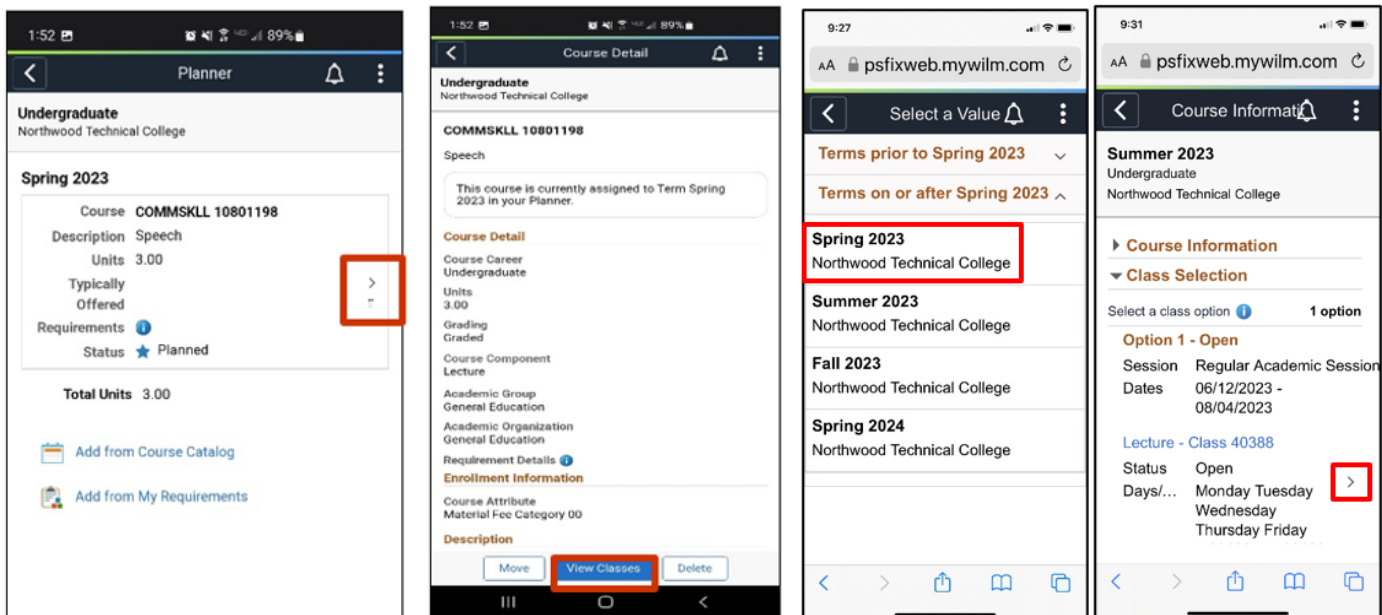 1:52 89%
Planner
Undergraduate
Northwood Technical College
Spring 2023
Course COMMSKLL 10801198
Description Speech
Units 3.00
Typically
Offered
Requirements
Status Planned
Total Units 3.00
Add from Course Catalog
Add from My Requirements
1:52 89%
Course Detail
Undergraduate
Northwood Technical College
COMMSKLL 10801198
Speech
This course is currently assigned to Term Spring
2023 in your Planner.
Course Detail
Course Career
Undergraduate
Units
3.00
Grading
Graded
Course Component
Lecture
Academic Group
General Education
Academic Organization
General Education
Requirement Details
Enrollment Information
Course Attribute
Material Fee Category 00
Description
Move View Classes Delete
9:27
AA psfixweb.mywilm.com
Select a Value
Terms prior to Spring 2023
Terms on or after Spring 2023
Spring 2023
Northwood Technical College
Summer 2023
Northwood Technical College
Fall 2023
Northwood Technical College
Spring 2024
Northwood Technical College
9:31
AA psfixweb.mywilm.com
Course Informati
Summer 2023
Undergraduate
Northwood Technical College
Course Information
Class Selection
Select a class option 1 option
Option 1 - Open
Session Regular Academic Session
Dates 06/12/2023 -
08/04/2023
Lecture - Class 40388
Status Open
Days/... Monday Tuesday
Wednesday
Thursday Friday